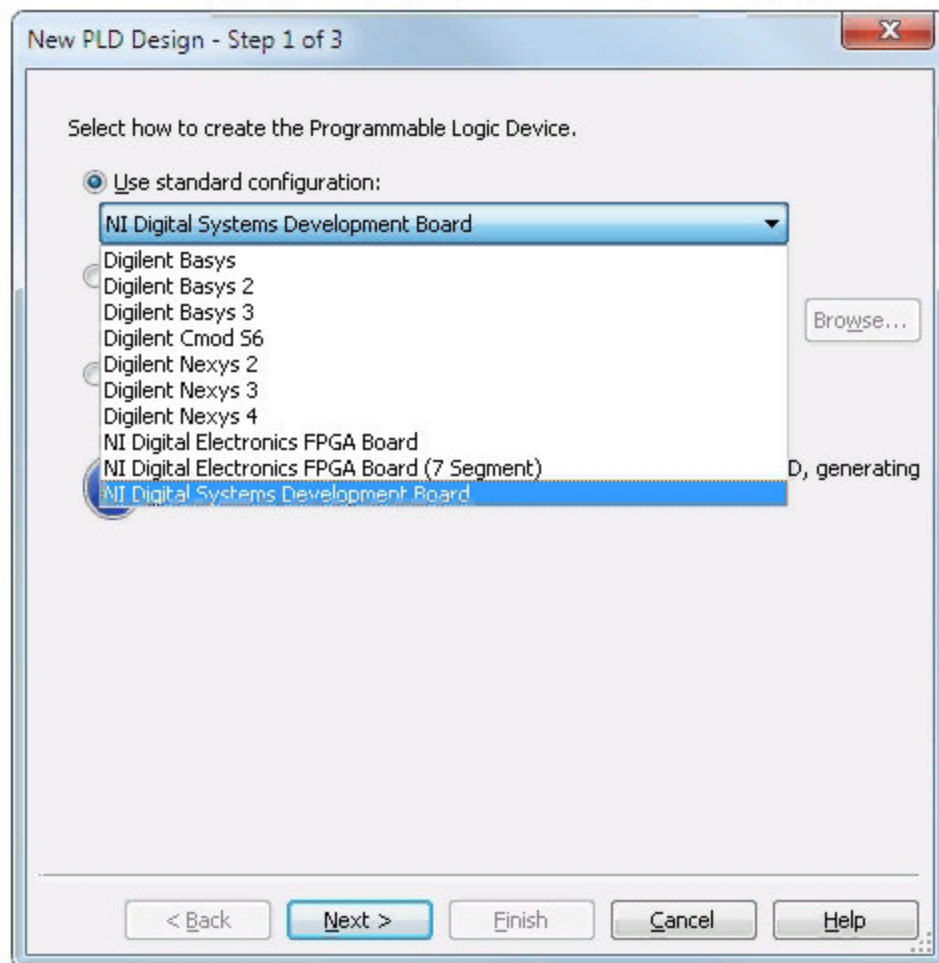 New PLD Design - Step 1 of 3
Select how to create the Programmable Logic Device.
Use standard configuration:
NI Digital Systems Development Board
Digilent Basys
Digilent Basys 2
Digilent Basys 3
Digilent Cmod S6
Digilent Nexys 2
Digilent Nexys 3
Digilent Nexys 4
NI Digital Electronics FPGA Board
NI Digital Electronics FPGA Board (7 Segment)
NI Digital Systems Development Board
Browse...
D, generating
< Back Next > Finish Cancel Help